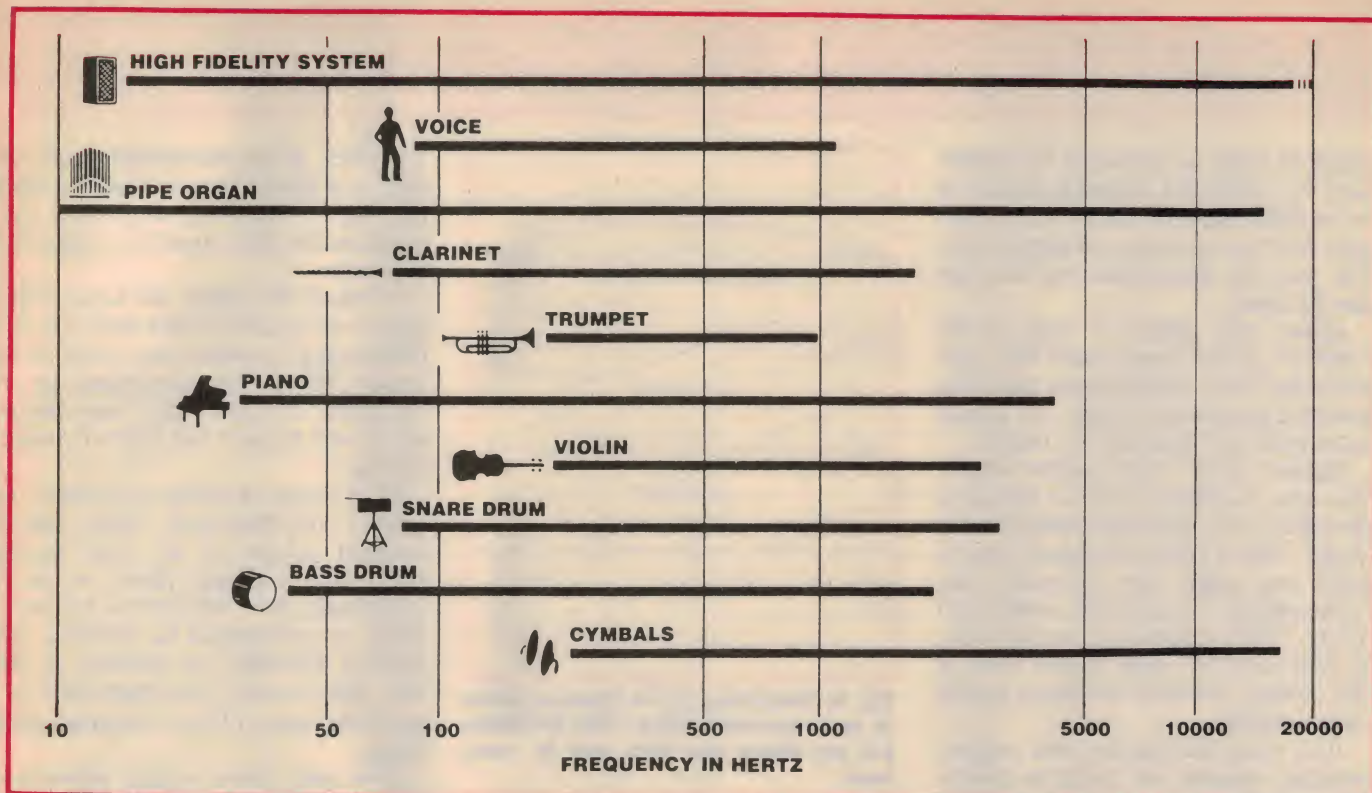 HIGH FIDELITY SYSTEM
VOICE
PIPE ORGAN
CLARINET
TRUMPET
PIANO
VIOLIN
SNARE DRUM
BASS DRUM
CYMBALS
10 50 100 500 1000 5000 10000 20000
FREQUENCY IN HERTZ